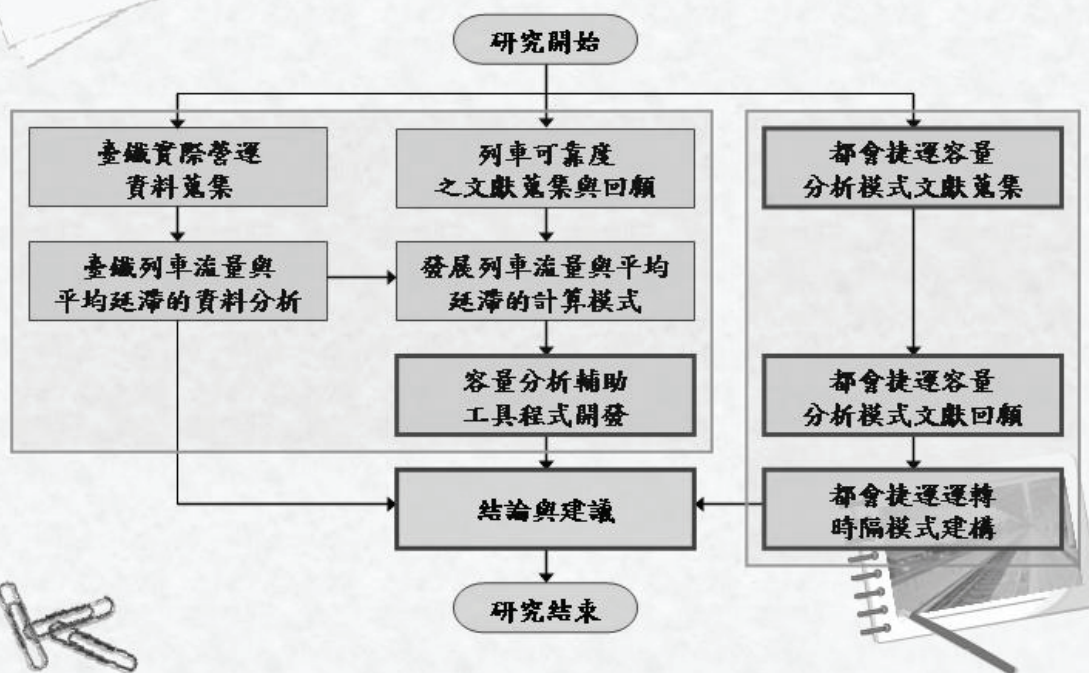 研究開始
臺鐵實際營運
資料蒐集
列車可靠度
之文獻蒐集與回顧
都會捷運容量
分析模式文獻蒐集
臺鐵列車流量與
平均延滯的資料分析
發展列車流量與平均
延滯的計算模式
容量分析輔助
工具程式開發
都會捷運容量
分析模式文獻回顧
結論與建議
都會捷運運轉
時隔模式建構
研究結束